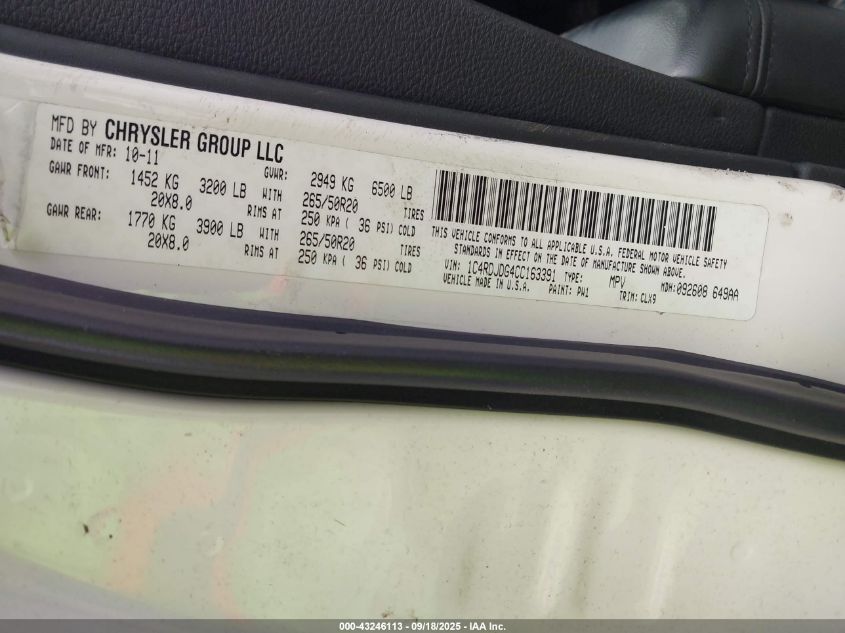 MFD BY CHRYSLER GROUP LLC
DATE OF MFR: 10-11 GVWR: 2949 KG 6500 LB
GAWR FRONT: 1452 KG 3200 LB WITH 265/50R20 TIRES
20X8.0 RIMS AT 250 KPA ( 36 PSI) COLD
GAWR REAR: 1770 KG 3900 LB WITH 265/50R20 TIRES
20X8.0 RIMS AT 250 KPA ( 36 PSI) COLD
THIS VEHICLE CONFORMS TO ALL APPLICABLE U.S.A. FEDERAL MOTOR VEHICLE SAFETY
STANDARDS IN EFFECT ON THE DATE OF MANUFACTURE SHOWN ABOVE.
VIN: 1C4RDJDG4CC163391 TYPE: MPV MDH:092608 649AA
VEHICLE MADE IN U.S.A. PAINT: PW1 TRIM: CLX9
000-43246113 - 09/18/2025 - IAA Inc.